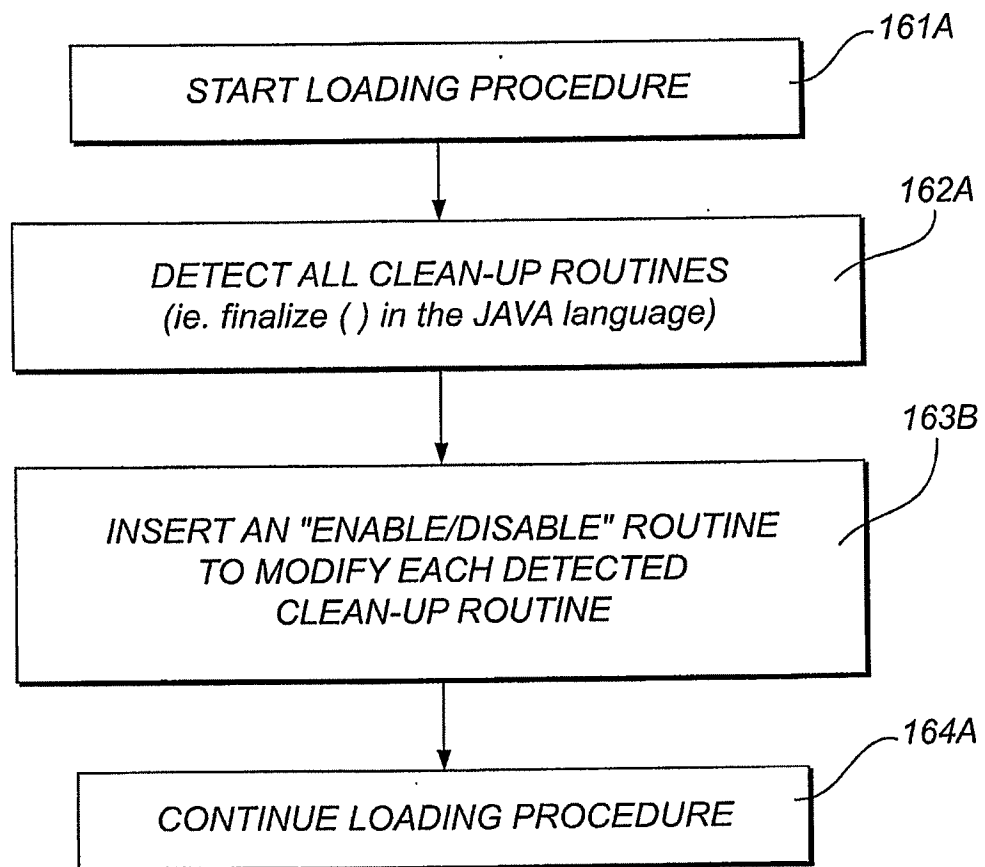 161A
START LOADING PROCEDURE
162A
DETECT ALL CLEAN-UP ROUTINES
(ie. finalize ( ) in the JAVA language)
163B
INSERT AN "ENABLE/DISABLE" ROUTINE
TO MODIFY EACH DETECTED
CLEAN-UP ROUTINE
164A
CONTINUE LOADING PROCEDURE